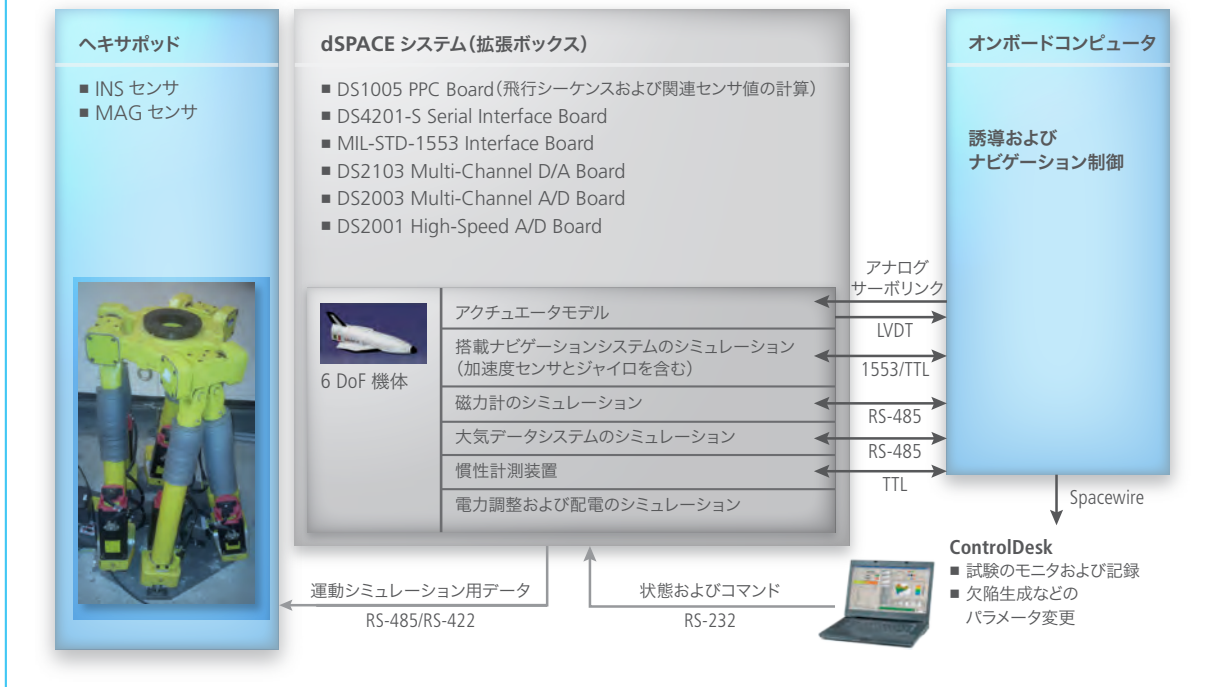 ヘキサポッド
■ INS センサ
■ MAG センサ
dSPACE システム（拡張ボックス）
■ DS1005 PPC Board（飛行シーケンスおよび関連センサ値の計算）
■ DS4201-S Serial Interface Board
■ MIL-STD-1553 Interface Board
■ DS2103 Multi-Channel D/A Board
■ DS2003 Multi-Channel A/D Board
■ DS2001 High-Speed A/D Board
6 DoF 機体
アクチュエータモデル
搭載ナビゲーションシステムのシミュレーション
（加速度センサとジャイロを含む）
磁力計のシミュレーション
大気データシステムのシミュレーション
慣性計測装置
電力調整および配電のシミュレーション
アナログ
サーボリンク
LVDT
1553/TTL
RS-485
RS-485
TTL
オンボードコンピュータ
誘導および
ナビゲーション制御
Spacewire
ControlDesk
■ 試験のモニタおよび記録
■ 欠陥生成などの
パラメータ変更
運動シミュレーション用データ
RS-485/RS-422
状態およびコマンド
RS-232